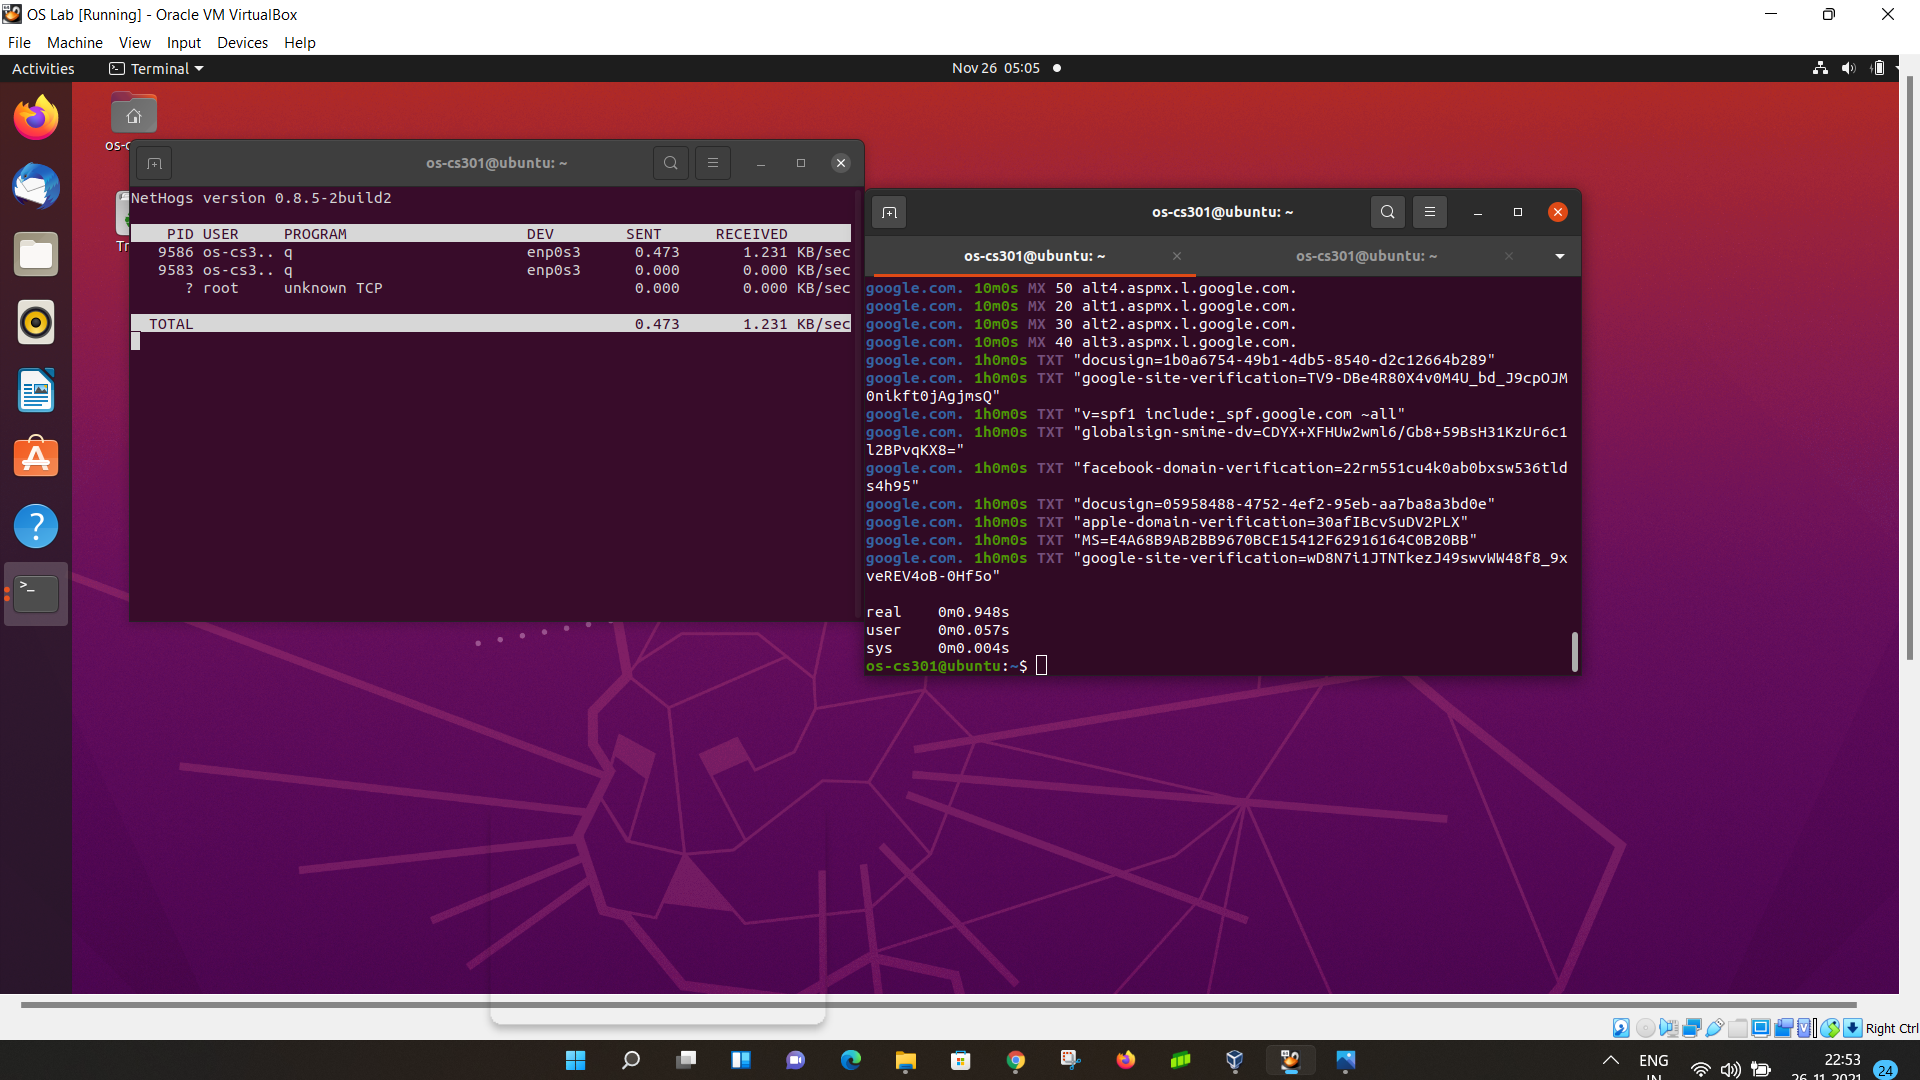 OS Lab [Running] - Oracle VM VirtualBox
File Machine View Input Devices Help
Activities Terminal Nov 26 05:05
os-cs301@ubuntu: ~
NetHogs version 0.8.5-2build2
PID USER PROGRAM DEV SENT RECEIVED
9586 os-cs3.. q enp0s3 0.473 1.231 KB/sec
9583 os-cs3.. q enp0s3 0.000 0.000 KB/sec
? root unknown TCP 0.000 0.000 KB/sec
TOTAL 0.473 1.231 KB/sec
os-cs301@ubuntu: ~
os-cs301@ubuntu: ~ os-cs301@ubuntu: ~
google.com. 10m0s MX 50 alt4.aspmx.l.google.com.
google.com. 10m0s MX 20 alt1.aspmx.l.google.com.
google.com. 10m0s MX 30 alt2.aspmx.l.google.com.
google.com. 10m0s MX 40 alt3.aspmx.l.google.com.
google.com. 1h0m0s TXT "docusign=1b0a6754-49b1-4db5-8540-d2c12664b289"
google.com. 1h0m0s TXT "google-site-verification=TV9-DBe4R80X4v0M4U_bd_J9cpOJM
0nikft0jAgjmsQ"
google.com. 1h0m0s TXT "v=spf1 include:_spf.google.com ~all"
google.com. 1h0m0s TXT "globalsign-smime-dv=CDYX+XFHUw2wml6/Gb8+59BsH31KzUr6c1
l2BPvqKX8="
google.com. 1h0m0s TXT "facebook-domain-verification=22rm551cu4k0ab0bxsw536tld
s4h95"
google.com. 1h0m0s TXT "docusign=05958488-4752-4ef2-95eb-aa7ba8a3bd0e"
google.com. 1h0m0s TXT "apple-domain-verification=30afIBcvSuDV2PLX"
google.com. 1h0m0s TXT "MS=E4A68B9AB2BB9670BCE15412F62916164C0B20BB"
google.com. 1h0m0s TXT "google-site-verification=wD8N7i1JTNTkezJ49swvWW48f8_9x
veREV4oB-0Hf5o"
real 0m0.948s
user 0m0.057s
sys 0m0.004s
os-cs301@ubuntu:~$
Right Ctrl
ENG
IN
22:53
26-11-2021
24